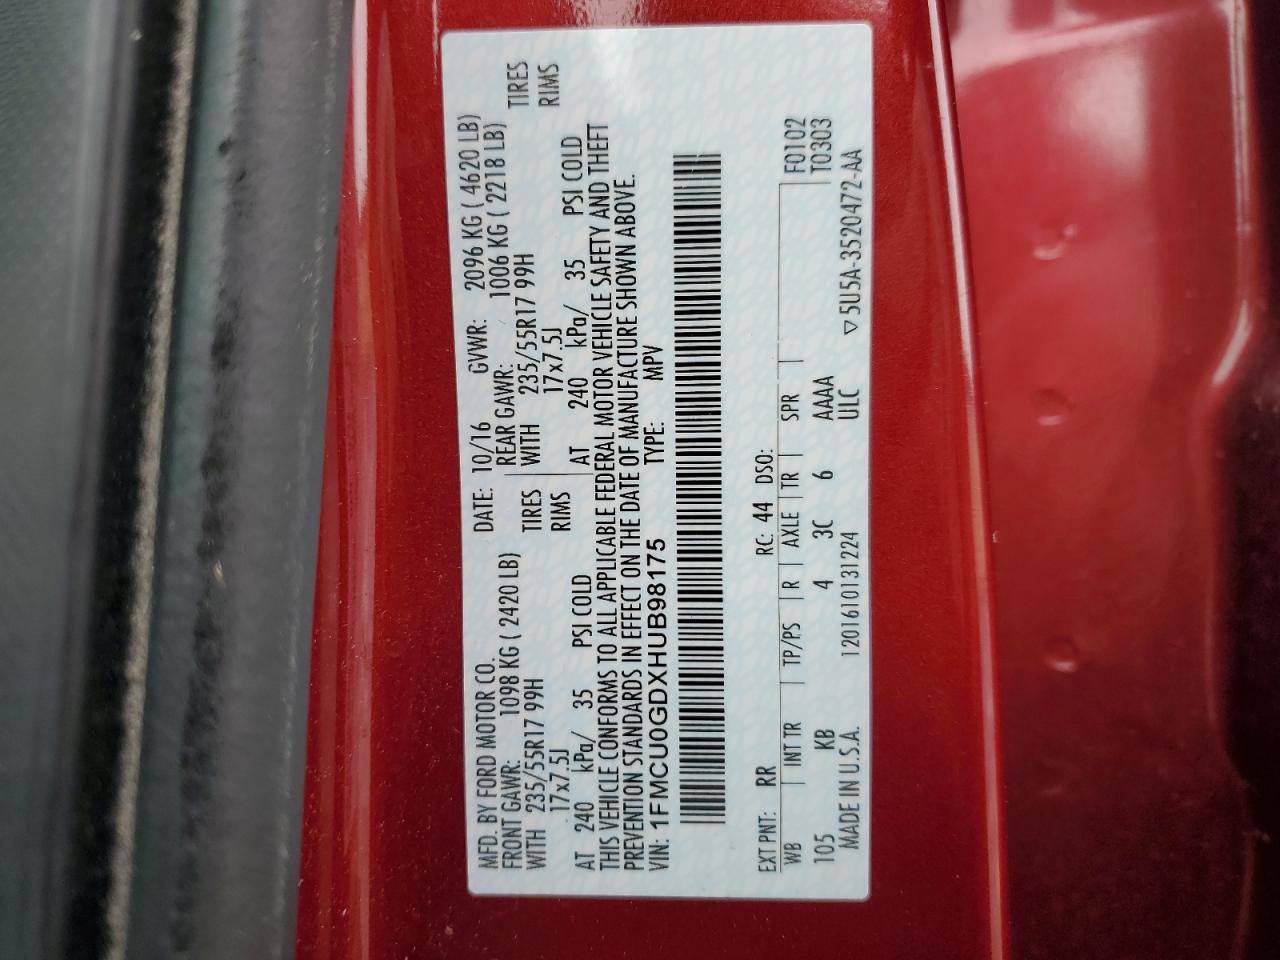 MFD. BY FORD MOTOR CO. DATE: 10/16 GVWR: 2096 KG ( 4620 LB)
FRONT GAWR: 1098 KG ( 2420 LB) REAR GAWR: 1006 KG ( 2218 LB)
WITH 235/55R17 99H TIRES WITH 235/55R17 99H TIRES
17x7.5J RIMS 17x7.5J RIMS
AT 240 kPa/ 35 PSI COLD AT 240 kPa/ 35 PSI COLD
THIS VEHICLE CONFORMS TO ALL APPLICABLE FEDERAL MOTOR VEHICLE SAFETY AND THEFT
PREVENTION STANDARDS IN EFFECT ON THE DATE OF MANUFACTURE SHOWN ABOVE.
VIN: 1FMCU0GDXHUB98175 TYPE: MPV
EXT PNT: RR RC: 44 DSO: F0102
WB INT TR TP/PS R AXLE TR SPR T0303
105 KB 4 3C 6 AAAA
MADE IN U.S.A. 120161013 1224 ULC ▽5U5A-3520472-AA